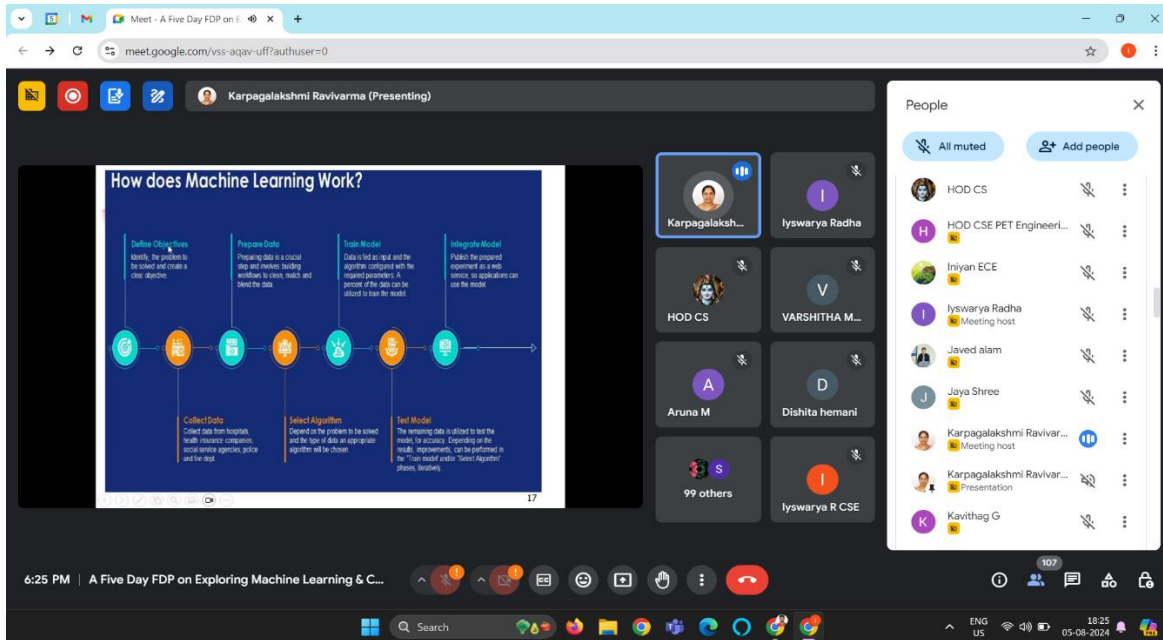 Meet - A Five Day FDP on E
meet.google.com/vss-aqav-uff?authuser=0
Karpagalakshmi Ravivarma (Presenting)
How does Machine Learning Work?
Define Objectives
Identify, the problem to
be solved and create a
clear objective.
Prepare Data
Preparing data is a crucial
step and involves building
workflows to clean, match and
blend the data.
Train Model
Data is fed as input and the
algorithm configured with the
required parameters. A
percent of the data can be
utilized to train the model
Integrate Model
Publish the prepared
experiment as a web
service, so applications can
use the model
Collect Data
Collect data from hospitals,
health insurance companies,
social service agencies, police
and fire dept.
Select Algorithm
Depend on the problem to be solved
and the type of data an appropriate
algorithm will be chosen.
Test Model
The remaining data is utilized to test the
model, for accuracy. Depending on the
results, improvements, can be performed in
the "Train model and/or "Select Algorithm"
phases, iteratively.
17
Karpagalaksh...
I
Iyswarya Radha
HOD CS
V
VARSHITHA M...
A
Aruna M
D
Dishita hemani
S
99 others
I
Iyswarya R CSE
People
All muted
Add people
HOD CS
H
HOD CSE PET Engineeri...
Iniyan ECE
I
Iyswarya Radha
Meeting host
Javed alam
J
Jaya Shree
Karpagalakshmi Ravivar...
Meeting host
Karpagalakshmi Ravivar...
Presentation
K
Kavithag G
6:25 PM | A Five Day FDP on Exploring Machine Learning & C...
107
Search
ENG
US
18:25
05-08-2024